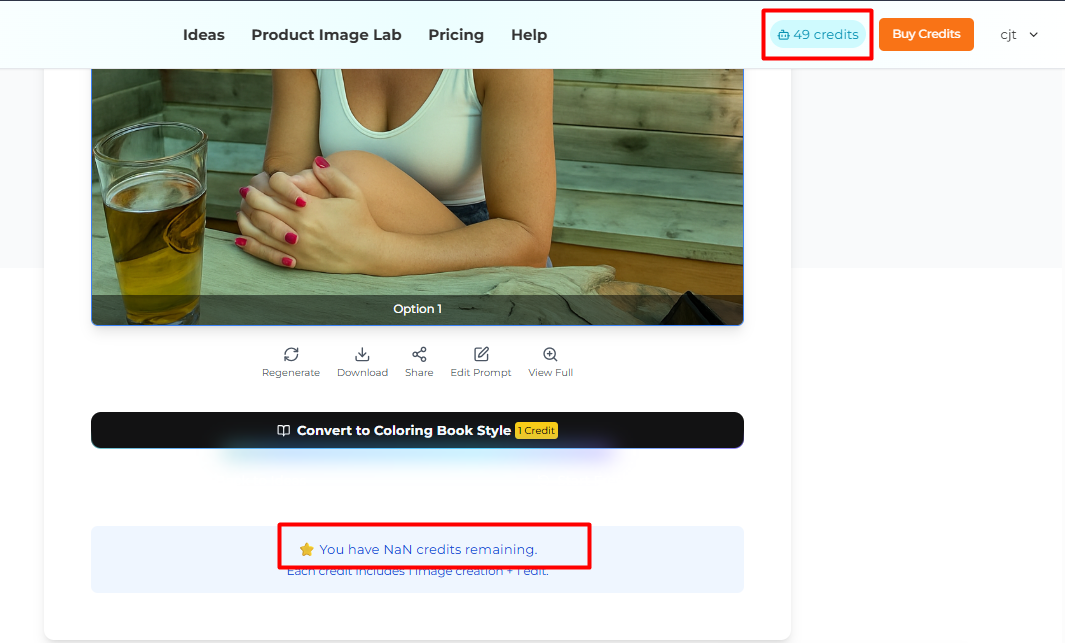 Ideas Product Image Lab Pricing Help 49 credits Buy Credits cjt
Option 1
Regenerate Download Share Edit Prompt View Full
Convert to Coloring Book Style 1 Credit
You have NaN credits remaining.
Each credit includes 1 image creation + 1 edit.